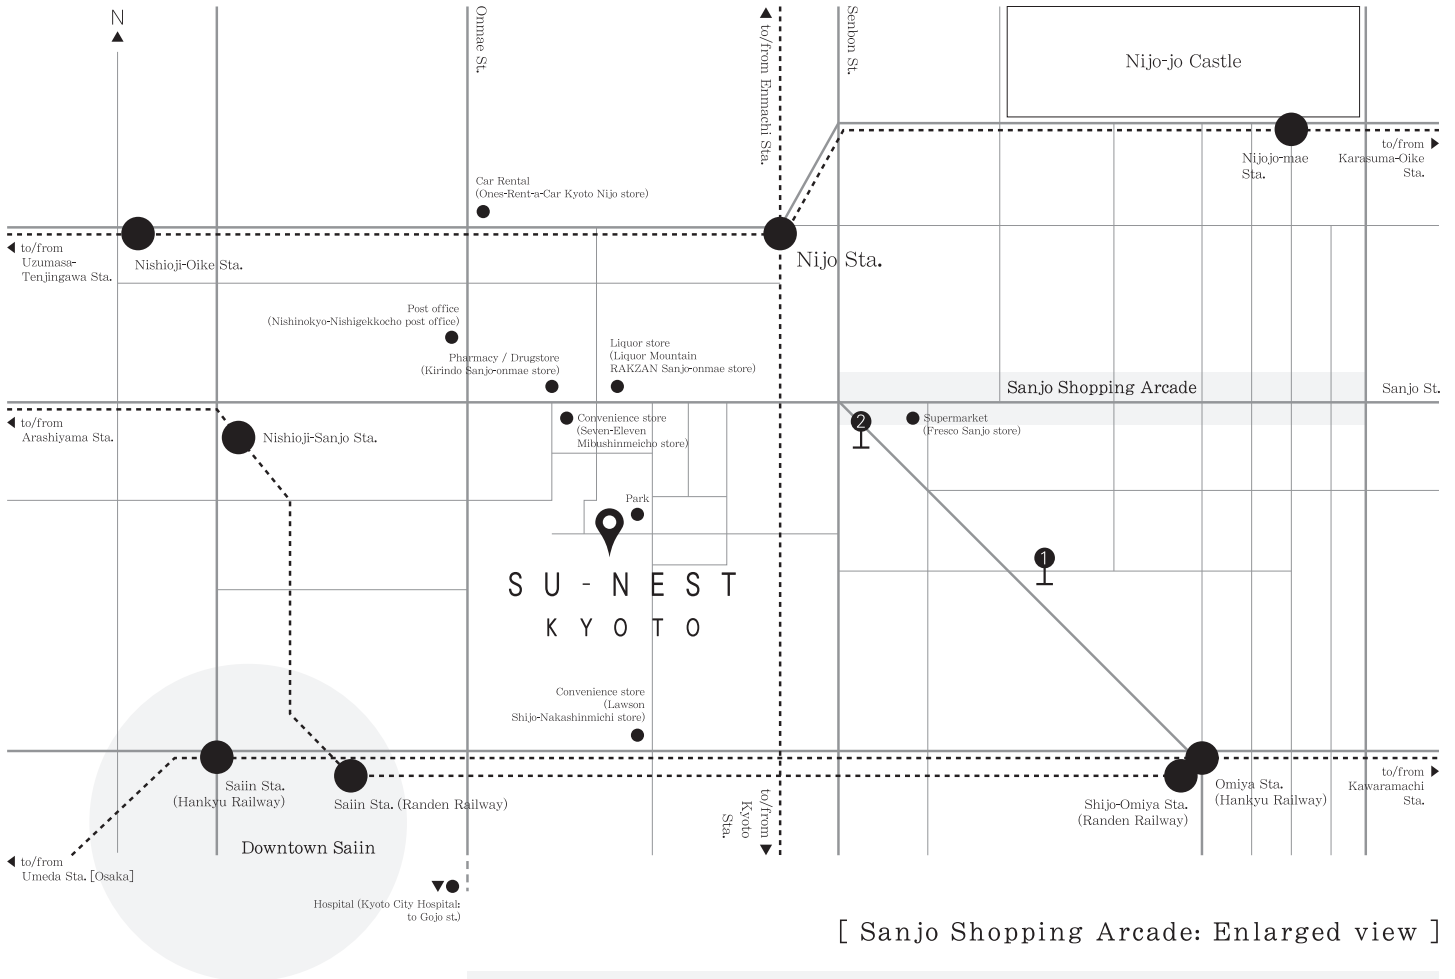 N
Onmae St.
to/from Enmachi Sta.
Senbon St.
Nijo-jo Castle
Nijojo-mae
Sta.
to/from
Karasuma-Oike
Sta.
Car Rental
(Ones-Rent-a-Car Kyoto Nijo store)
to/from
Uzumasa-
Tenjingawa Sta.
Nishioji-Oike Sta.
Nijo Sta.
Post office
(Nishinokyo-Nishigekkocho post office)
Pharmacy / Drugstore
(Kirindo Sanjo-onmae store)
Liquor store
(Liquor Mountain
RAKZAN Sanjo-onmae store)
Sanjo Shopping Arcade
Sanjo St.
to/from
Arashiyama Sta.
Nishioji-Sanjo Sta.
Convenience store
(Seven-Eleven
Mibushinmeicho store)
2
Supermarket
(Fresco Sanjo store)
Park
1
SU-NEST
KYOTO
Convenience store
(Lawson
Shijo-Nakashinmichi store)
Saiin Sta.
(Hankyu Railway)
Saiin Sta. (Randen Railway)
to/from
Kyoto
Sta.
Shijo-Omiya Sta.
(Randen Railway)
Omiya Sta.
(Hankyu Railway)
to/from
Kawaramachi
Sta.
Downtown Saiin
to/from
Umeda Sta. [Osaka]
Hospital (Kyoto City Hospital:
to Gojo st.)
[ Sanjo Shopping Arcade: Enlarged view ]